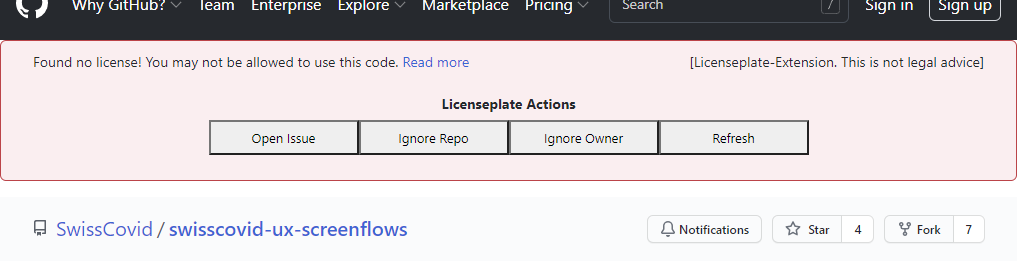 Why GitHub? Team Enterprise Explore Marketplace Pricing Search / Sign in Sign up
Found no license! You may not be allowed to use this code. Read more [Licenseplate-Extension. This is not legal advice]
Licenseplate Actions
Open Issue Ignore Repo Ignore Owner Refresh
SwissCovid / swisscovid-ux-screenflows Notifications Star 4 Fork 7